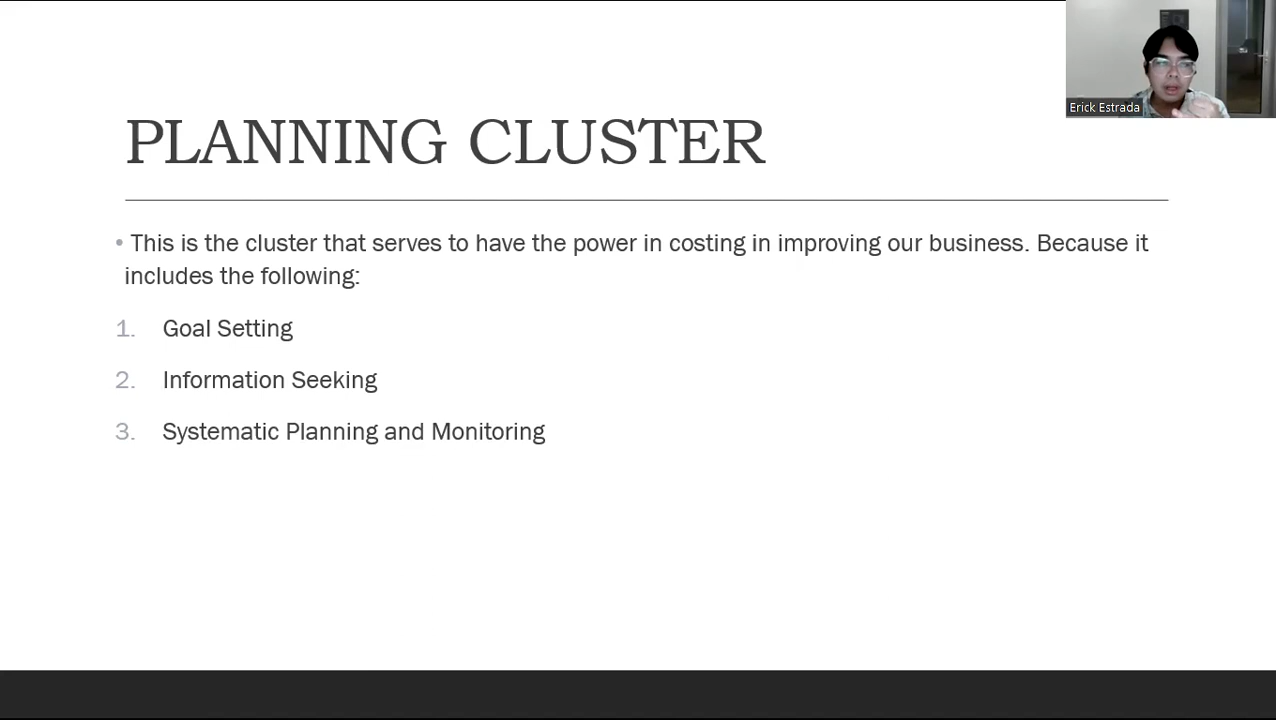 Erick Estrada
PLANNING CLUSTER
• This is the cluster that serves to have the power in costing in improving our business. Because it
includes the following:
1. Goal Setting
2. Information Seeking
3. Systematic Planning and Monitoring